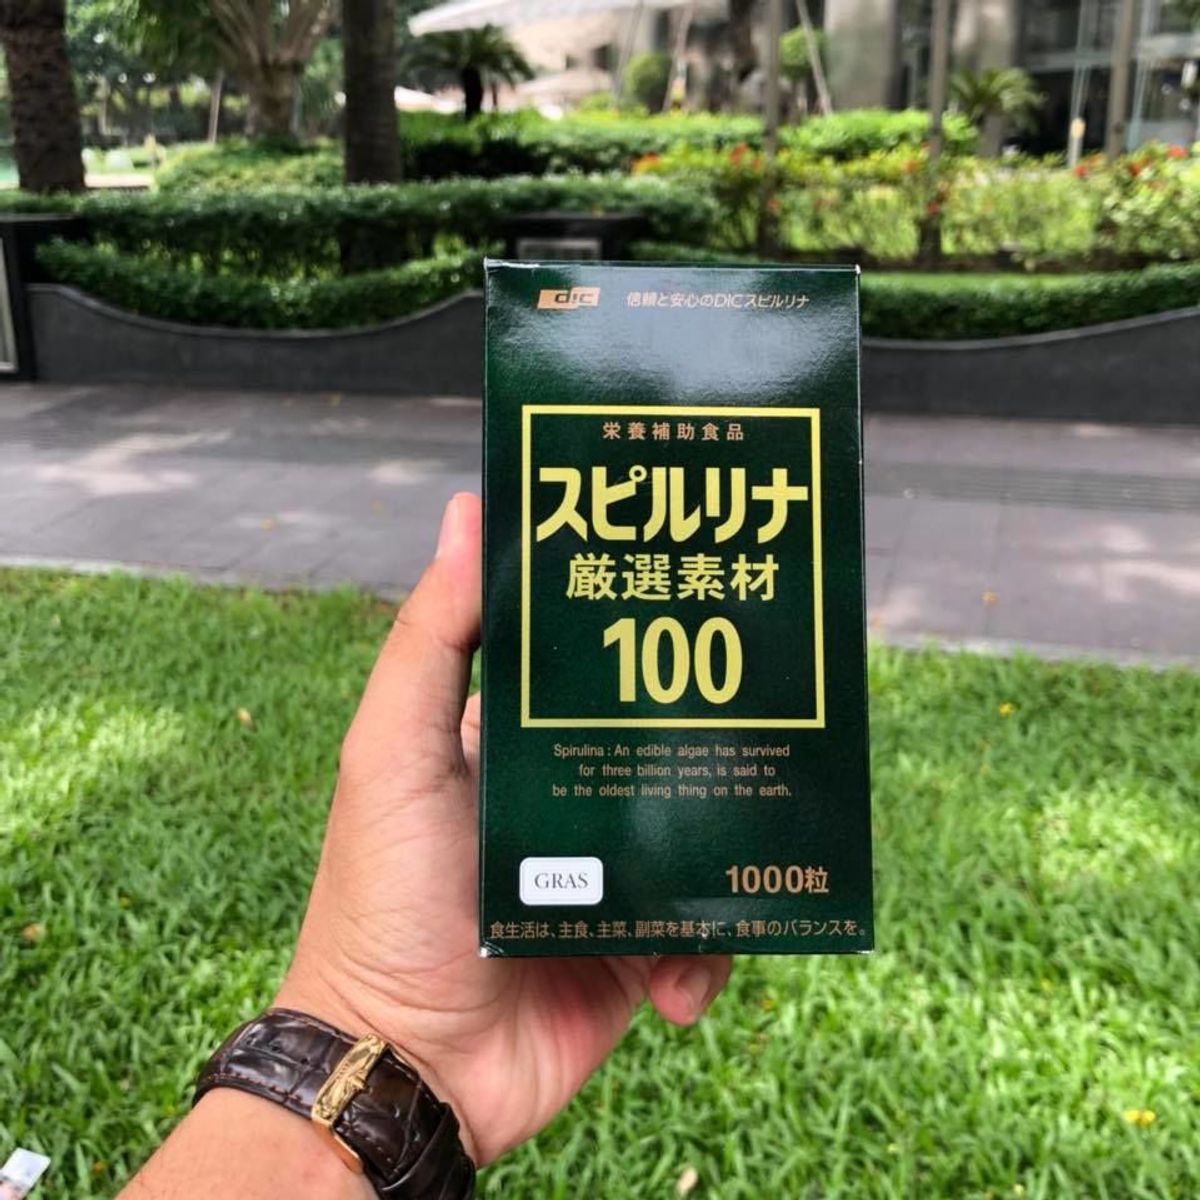 dic 信頼と安心のDICスピルリナ
栄養補助食品
スピルリナ
厳選素材
100
Spirulina : An edible algae has survived
for three billion years, is said to
be the oldest living thing on the earth.
GRAS 1000粒
食生活は、主食、主菜、副菜を基本に、食事のバランスを。